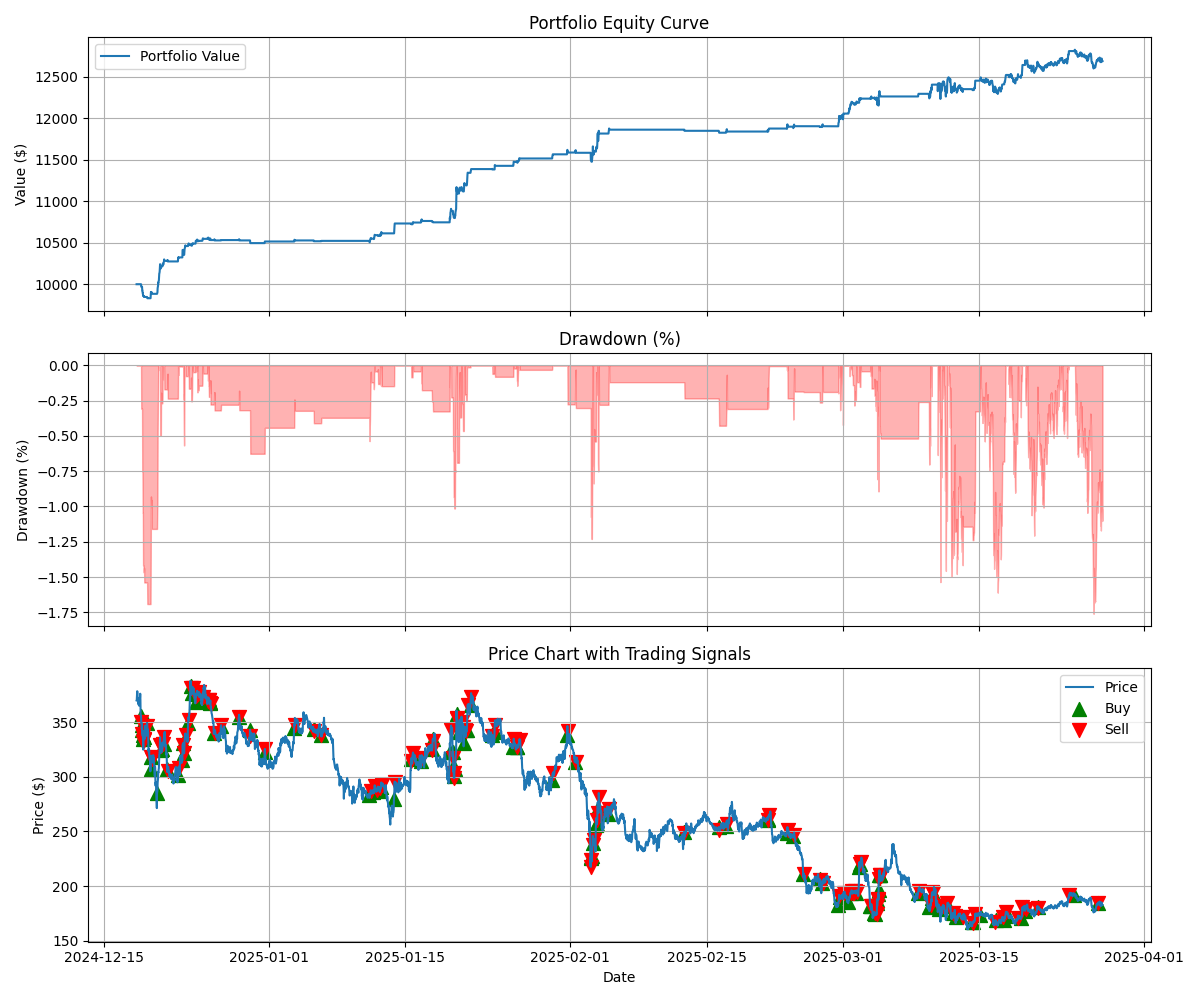 Portfolio Equity Curve
Portfolio Value
12500
12000
11500
11000
10500
10000
Value ($)
Drawdown (%)
0.00
−0.25
−0.50
−0.75
−1.00
−1.25
−1.50
−1.75
Drawdown (%)
Price Chart with Trading Signals
Price
Buy
Sell
350
300
250
200
150
Price ($)
2024-12-15
2025-01-01
2025-01-15
2025-02-01
2025-02-15
2025-03-01
2025-03-15
2025-04-01
Date